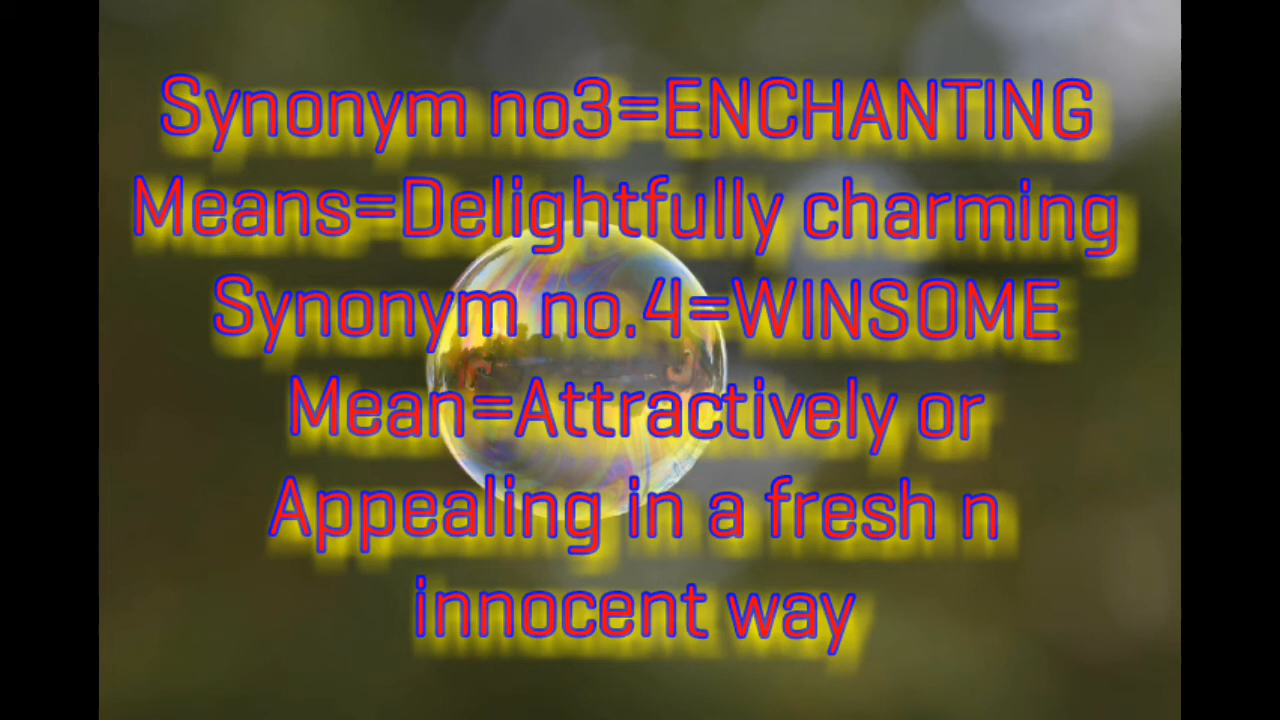 Synonym no3=ENCHANTING
Means=Delightfully charming
Synonym no.4=WINSOME
Mean=Attractively or
Appealing in a fresh n
innocent way